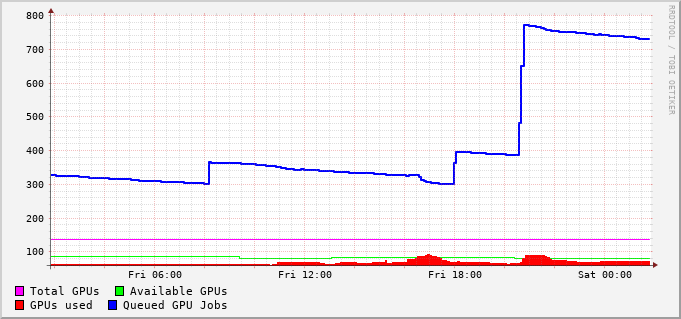 800
700
600
500
400
300
200
100
Fri 06:00 Fri 12:00 Fri 18:00 Sat 00:00
Total GPUs Available GPUs
GPUs used Queued GPU Jobs
RRDTOOL / TOBI OETIKER